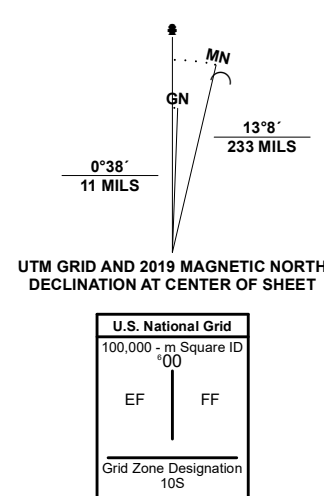 MN
GN
13°8´
233 MILS
0°38´
11 MILS
UTM GRID AND 2019 MAGNETIC NORTH
DECLINATION AT CENTER OF SHEET
U.S. National Grid
100,000 - m Square ID
⁶00
EF FF
Grid Zone Designation
10S